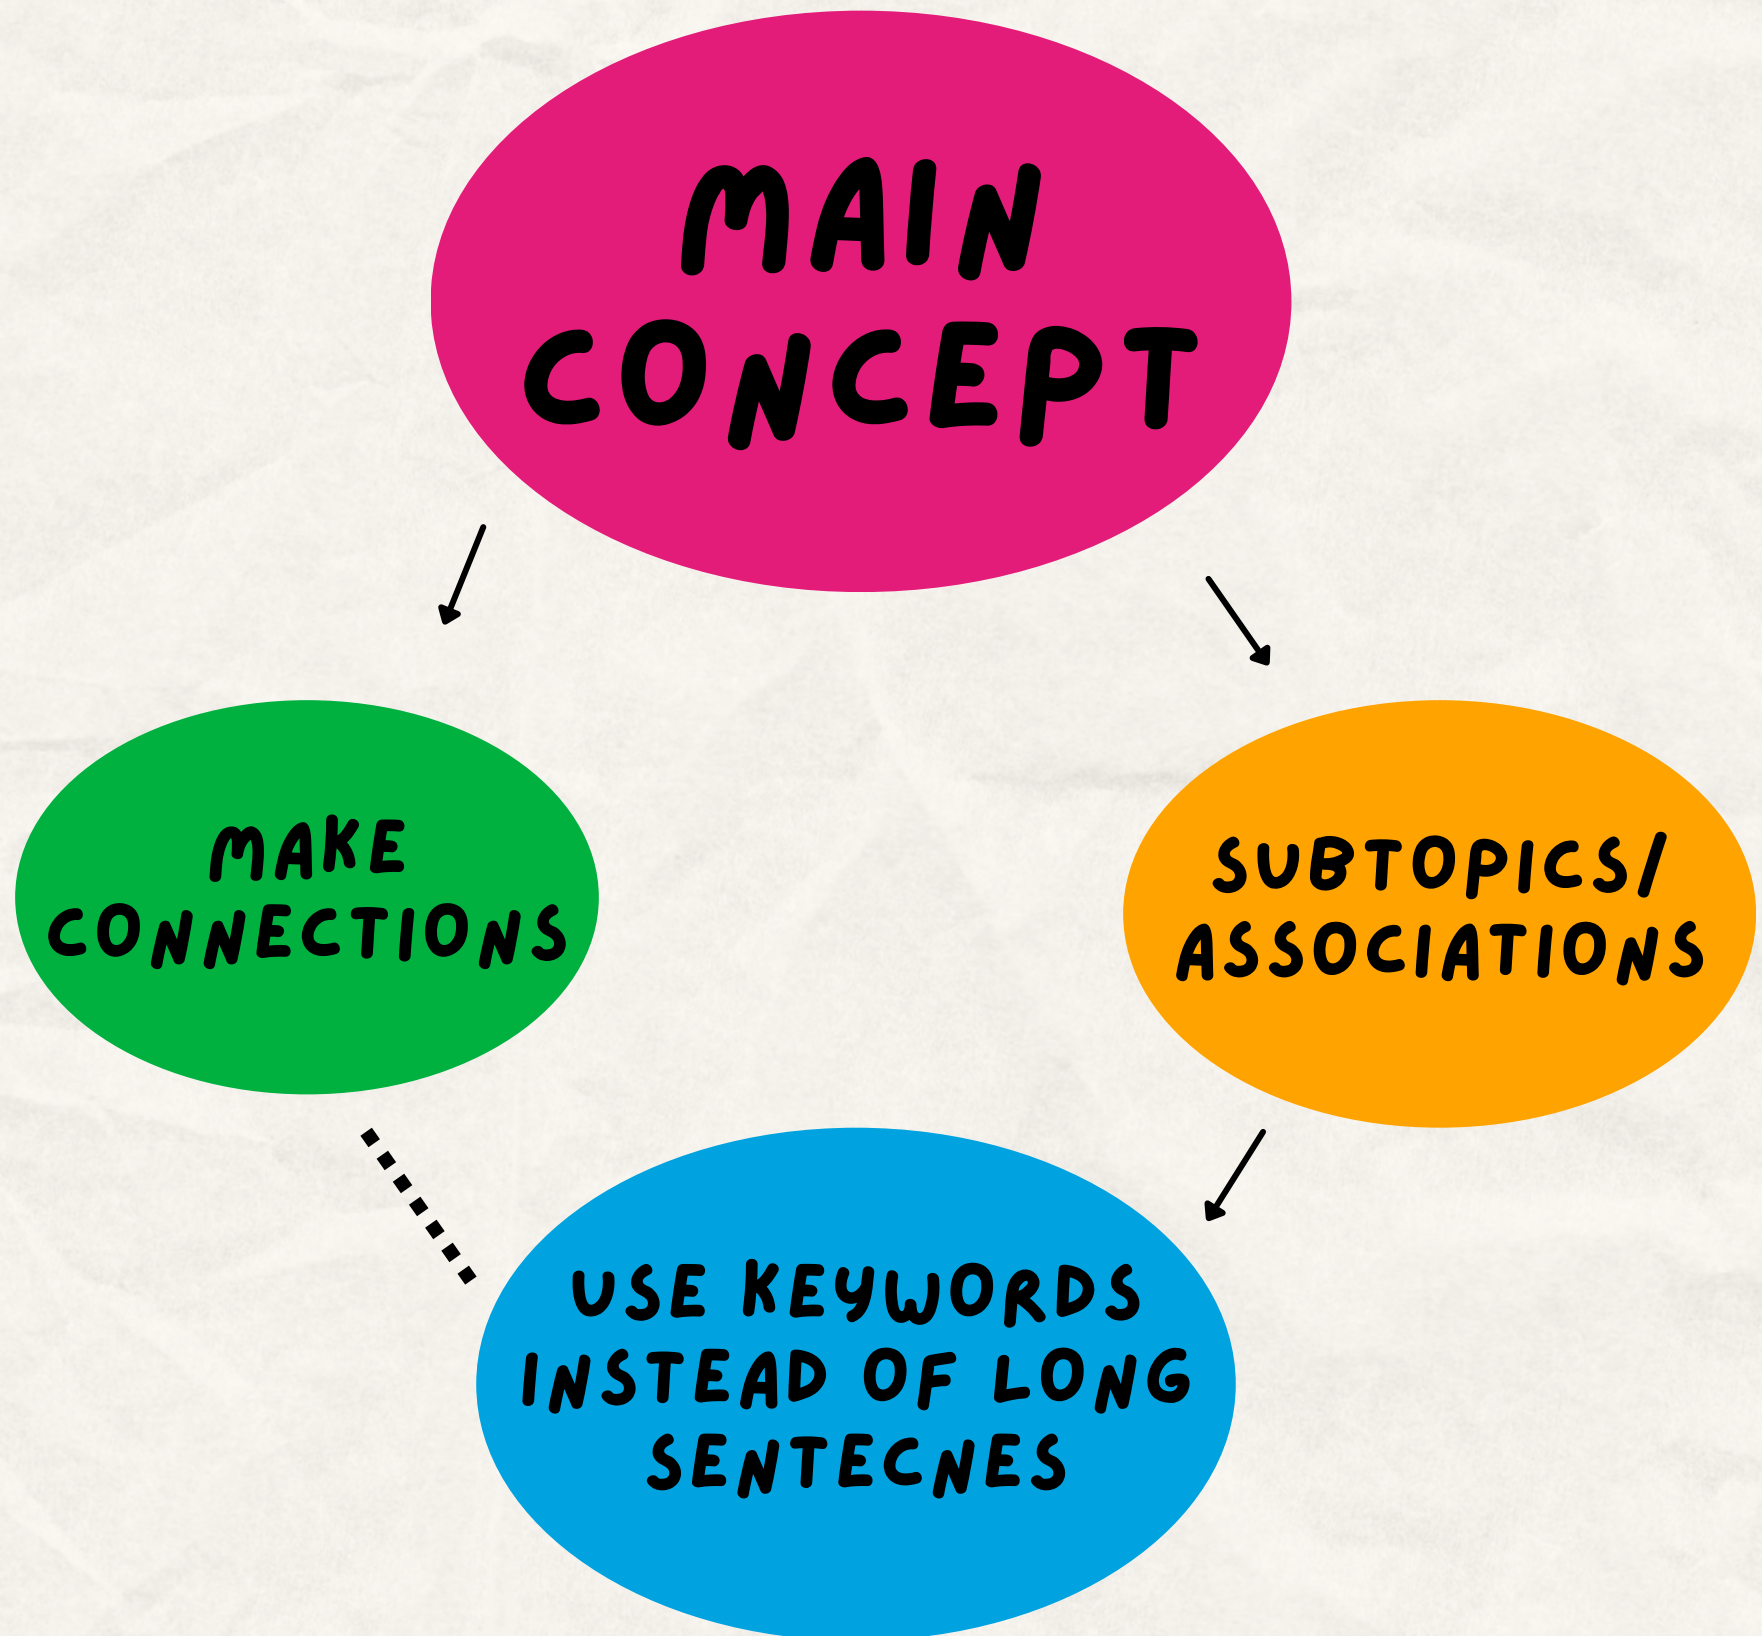 MAIN
CONCEPT
MAKE
CONNECTIONS
SUBTOPICS/
ASSOCIATIONS
USE KEYWORDS
INSTEAD OF LONG
SENTECNES